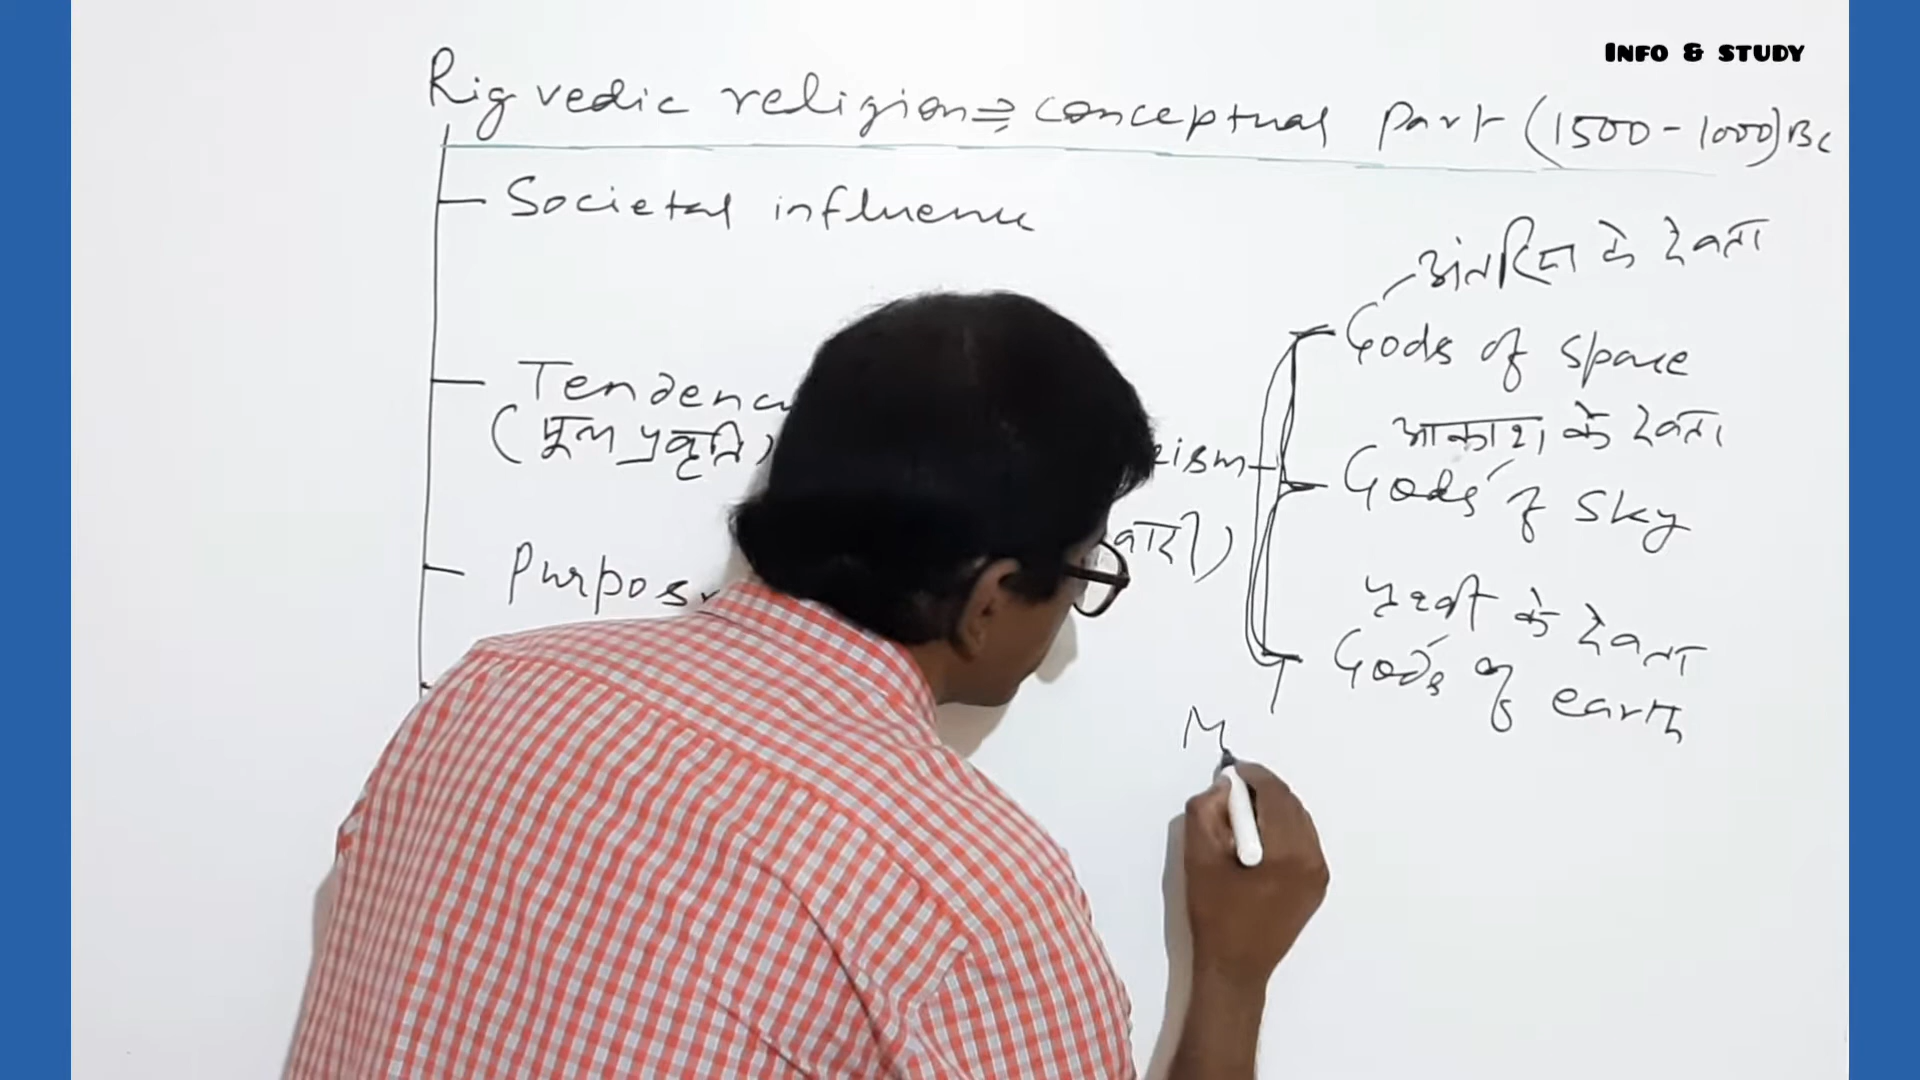 INFO & STUDY
Rig vedic religion ⇒ conceptual part (1500-1000) BC
Societal influence
अंतरिक्ष के देवता
Gods of space
Tendenc
(मूल प्रवृति)
eism
आकाश के देवता
Gods of sky
वादी)
Purpos
पृथ्वी के देवता
Gods of earth
M